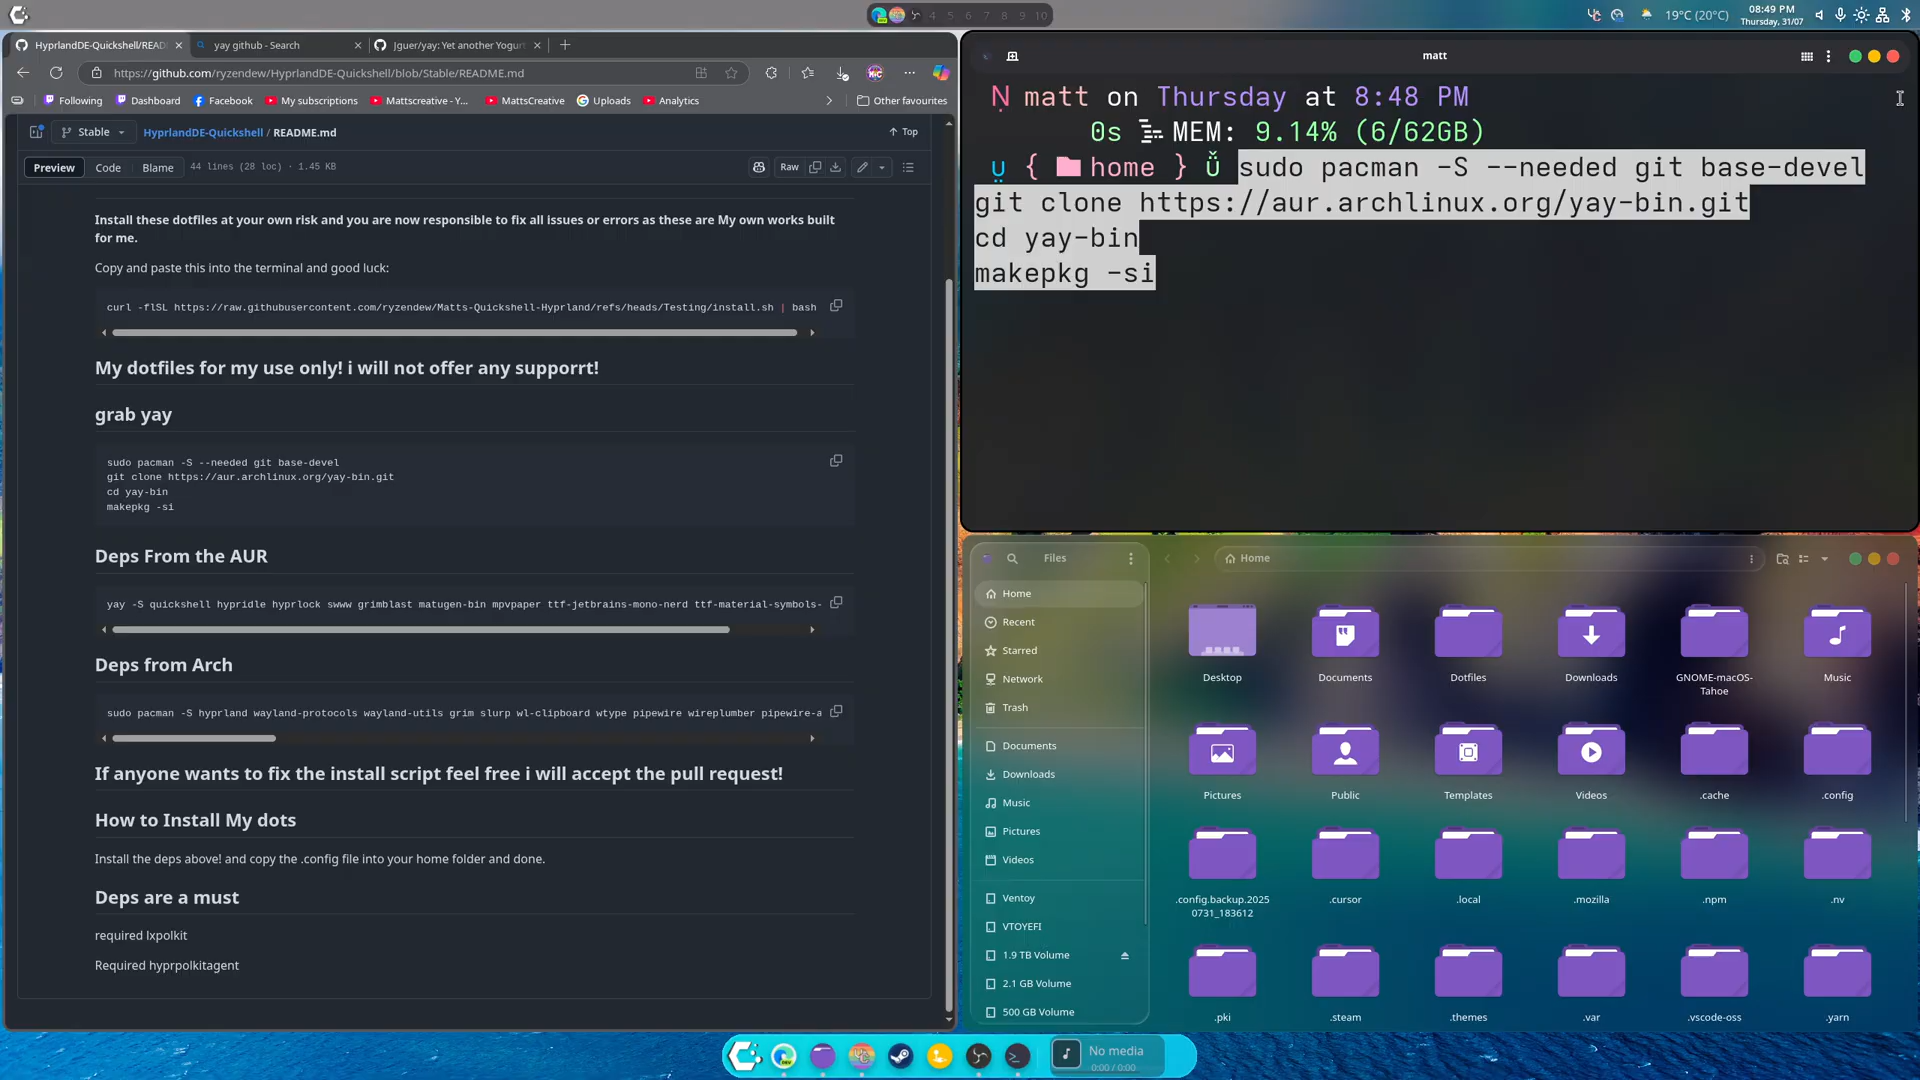 4 5 6 7 8 9 10
19°C (20°C)
08:49 PM
Thursday, 31/07
HyprlandDE-Quickshell/READ
yay github - Search
Jguer/yay: Yet another Yogurt
https://github.com/ryzendew/HyprlandDE-Quickshell/blob/Stable/README.md
Following
Dashboard
Facebook
My subscriptions
Mattscreative - Y...
MattsCreative
Uploads
Analytics
Other favourites
Stable
HyprlandDE-Quickshell / README.md
Top
Preview
Code
Blame
44 lines (28 loc) · 1.45 KB
Raw
Install these dotfiles at your own risk and you are now responsible to fix all issues or errors as these are My own works built
for me.
Copy and paste this into the terminal and good luck:
curl -flSL https://raw.githubusercontent.com/ryzendew/Matts-Quickshell-Hyprland/refs/heads/Testing/install.sh | bash
My dotfiles for my use only! i will not offer any supporrt!
grab yay
sudo pacman -S --needed git base-devel
git clone https://aur.archlinux.org/yay-bin.git
cd yay-bin
makepkg -si
Deps From the AUR
yay -S quickshell hypridle hyprlock swww grimblast matugen-bin mpvpaper ttf-jetbrains-mono-nerd ttf-material-symbols-
Deps from Arch
sudo pacman -S hyprland wayland-protocols wayland-utils grim slurp wl-clipboard wtype pipewire wireplumber pipewire-a
If anyone wants to fix the install script feel free i will accept the pull request!
How to Install My dots
Install the deps above! and copy the .config file into your home folder and done.
Deps are a must
required lxpolkit
Required hyprpolkitagent
matt
matt on Thursday at 8:48 PM
0s MEM: 9.14% (6/62GB)
{ home } sudo pacman -S --needed git base-devel
git clone https://aur.archlinux.org/yay-bin.git
cd yay-bin
makepkg -si
Files
Home
Home
Recent
Starred
Network
Trash
Documents
Downloads
Music
Pictures
Videos
Ventoy
VTOYEFI
1.9 TB Volume
2.1 GB Volume
500 GB Volume
Desktop
Documents
Dotfiles
Downloads
GNOME-macOS-
Tahoe
Music
Pictures
Public
Templates
Videos
.cache
.config
.config.backup.2025
0731_183612
.cursor
.local
.mozilla
.npm
.nv
.pki
.steam
.themes
.var
.vscode-oss
.yarn
No media
0:00 / 0:00